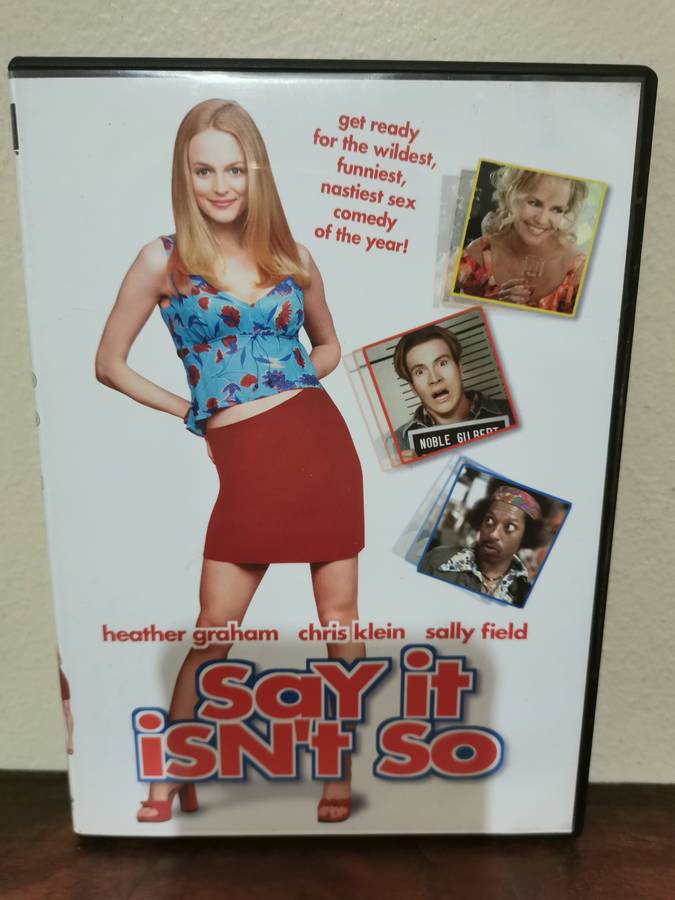 get ready
for the wildest,
funniest,
nastiest sex
comedy
of the year!
NOBLE GILBERT
heather graham chris klein sally field
SaY it
iSN't So